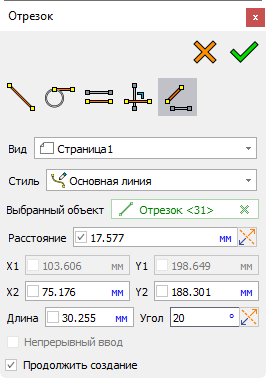 Отрезок
Вид Страница1
Стиль Основная линия
Выбранный объект Отрезок <31>
Расстояние 17.577 мм
X1 103.606 мм Y1 198.649 мм
X2 75.176 мм Y2 188.301 мм
Длина 30.255 мм Угол 20 °
Непрерывный ввод
Продолжить создание